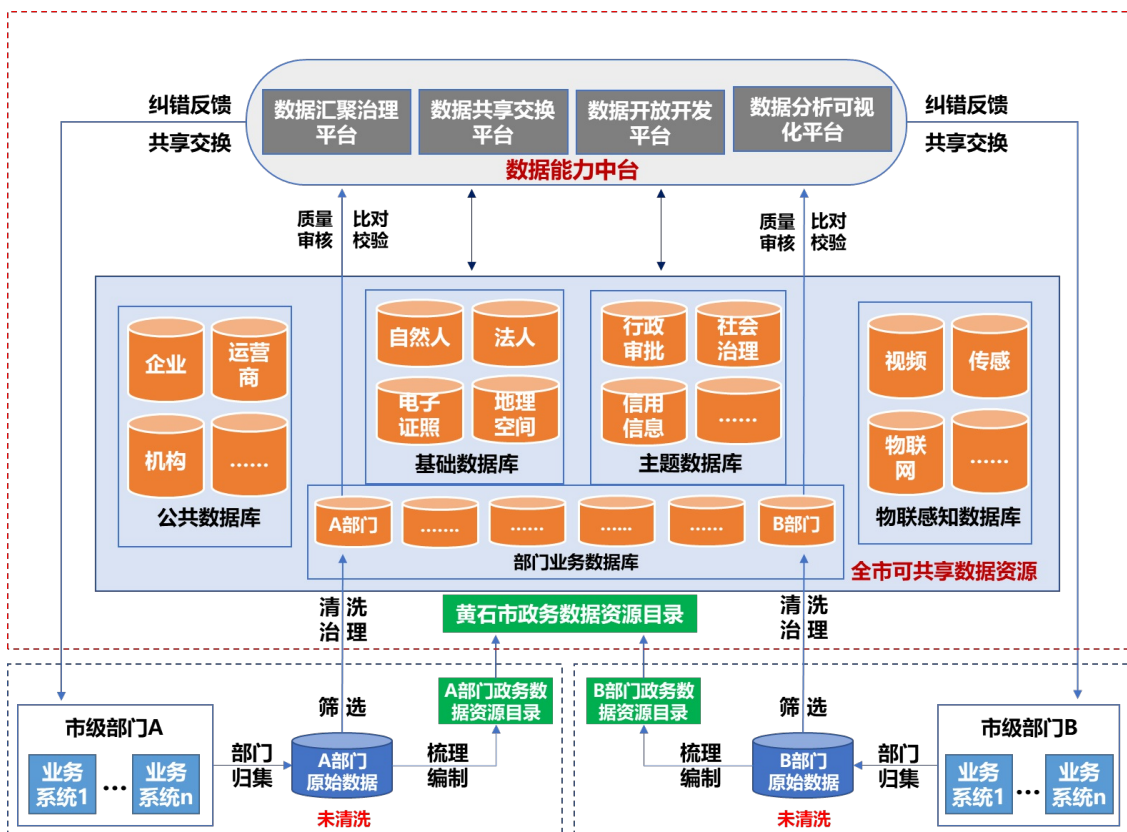 纠错反馈
共享交换
数据汇聚治理
平台
数据共享交换
平台
数据开放开发
平台
数据分析可视
化平台
数据能力中台
纠错反馈
共享交换
质量 比对
审核 校验
质量 比对
审核 校验
企业
运营
商
机构
......
公共数据库
自然人
法人
电子
证照
地理
空间
基础数据库
行政
审批
社会
治理
信用
信息
......
主题数据库
视频
传感
物联
网
......
物联感知数据库
A部门
.......
......
......
......
B部门
部门业务数据库
全市可共享数据资源
清 洗
治 理
黄石市政务数据资源目录
清 洗
治 理
筛 选
A部门政务数
据资源目录
B部门政务数
据资源目录
筛 选
市级部门A
业务
系统1
...
业务
系统n
部门
归集
A部门
原始数据
未清洗
梳理
编制
梳理
编制
B部门
原始数据
未清洗
部门
归集
市级部门B
业务
系统1
...
业务
系统n